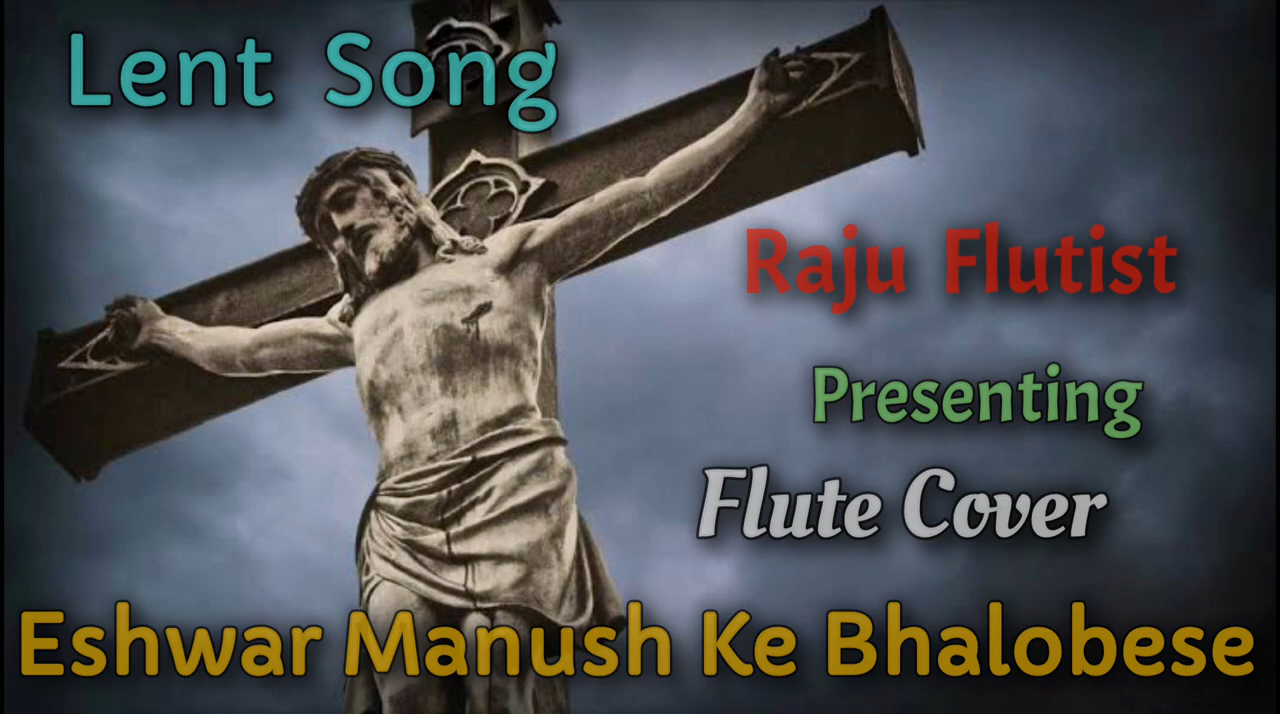 Lent Song
Raju Flutist
Presenting
Flute Cover
Eshwar Manush Ke Bhalobese